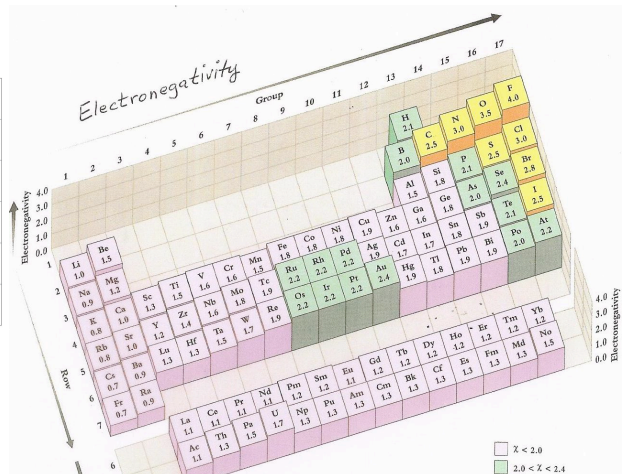 Electronegativity
Group
1 2 3 4 5 6 7 8 9 10 11 12 13 14 15 16 17
Electronegativity
4.0
3.0
2.0
1.0
0.0
Row
1
2
3
4
5
6
7
H
2.1
Li Be B C N O F
1.0 1.5 2.0 2.5 3.0 3.5 4.0
Na Mg Al Si P S Cl
0.9 1.2 1.5 1.8 2.1 2.5 3.0
K Ca Sc Ti V Cr Mn Fe Co Ni Cu Zn Ga Ge As Se Br
0.8 1.0 1.3 1.5 1.6 1.6 1.5 1.8 1.8 1.8 1.9 1.6 1.6 1.8 2.0 2.4 2.8
Rb Sr Y Zr Nb Mo Tc Ru Rh Pd Ag Cd In Sn Sb Te I
0.8 1.0 1.2 1.4 1.6 1.8 1.9 2.2 2.2 2.2 1.9 1.7 1.7 1.8 1.9 2.1 2.5
Cs Ba Lu Hf Ta W Re Os Ir Pt Au Hg Tl Pb Bi Po At
0.7 0.9 1.3 1.3 1.5 1.7 1.9 2.2 2.2 2.2 2.4 1.9 1.8 1.9 1.9 2.0 2.2
Fr Ra
0.7 0.9
4.0
3.0
2.0
1.0
0.0
Electronegativity
6
La Ce Pr Nd Pm Sm Eu Gd Tb Dy Ho Er Tm Yb
1.1 1.1 1.1 1.1 1.2 1.2 1.1 1.2 1.2 1.2 1.2 1.2 1.2 1.2
Ac Th Pa U Np Pu Am Cm Bk Cf Es Fm Md No
1.1 1.3 1.5 1.7 1.3 1.3 1.3 1.3 1.3 1.3 1.3 1.3 1.3 1.5
χ < 2.0
2.0 < χ < 2.4